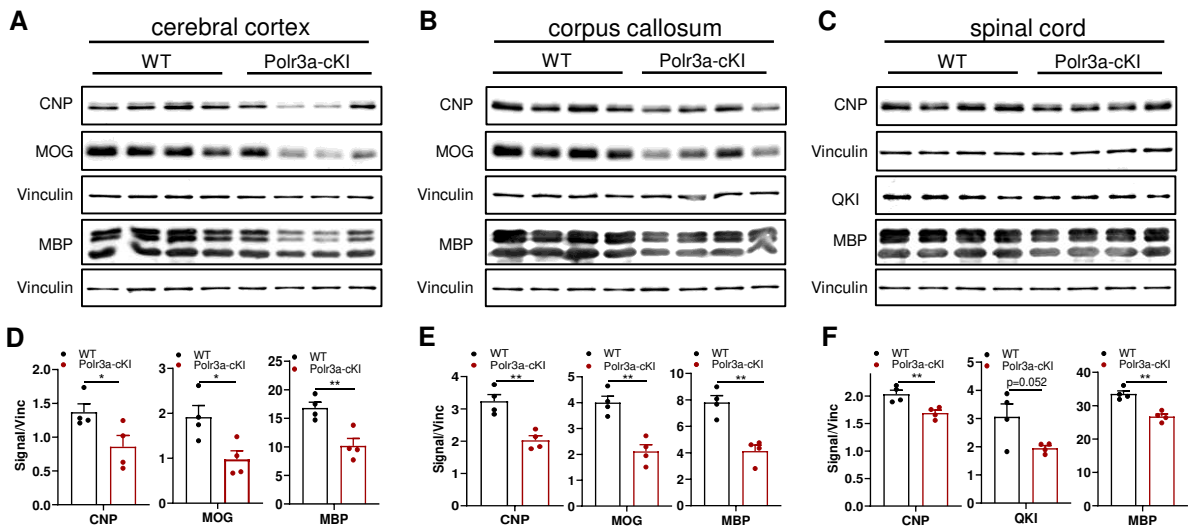 A cerebral cortex
WT Polr3a-cKI
CNP
MOG
Vinculin
MBP
Vinculin
B corpus callosum
WT Polr3a-cKI
CNP
MOG
Vinculin
MBP
Vinculin
C spinal cord
WT Polr3a-cKI
CNP
Vinculin
QKI
MBP
Vinculin
D
Signal/Vinc
WT
Polr3a-cKI
*
2.0
1.5
1.0
0.5
0.0
CNP
WT
Polr3a-cKI
*
3
2
1
0
MOG
WT
Polr3a-cKI
**
25
20
15
10
5
0
MBP
E
WT
Polr3a-cKI
**
4
3
2
1
0
CNP
WT
Polr3a-cKI
**
5
4
3
2
1
0
MOG
WT
Polr3a-cKI
**
10
8
6
4
2
0
MBP
F
Signal/Vinc
WT
Polr3a-cKI
**
2.0
1.5
1.0
0.5
0.0
CNP
WT
Polr3a-cKI
p=0.052
5
4
3
2
1
0
QKI
WT
Polr3a-cKI
**
40
30
20
10
0
MBP